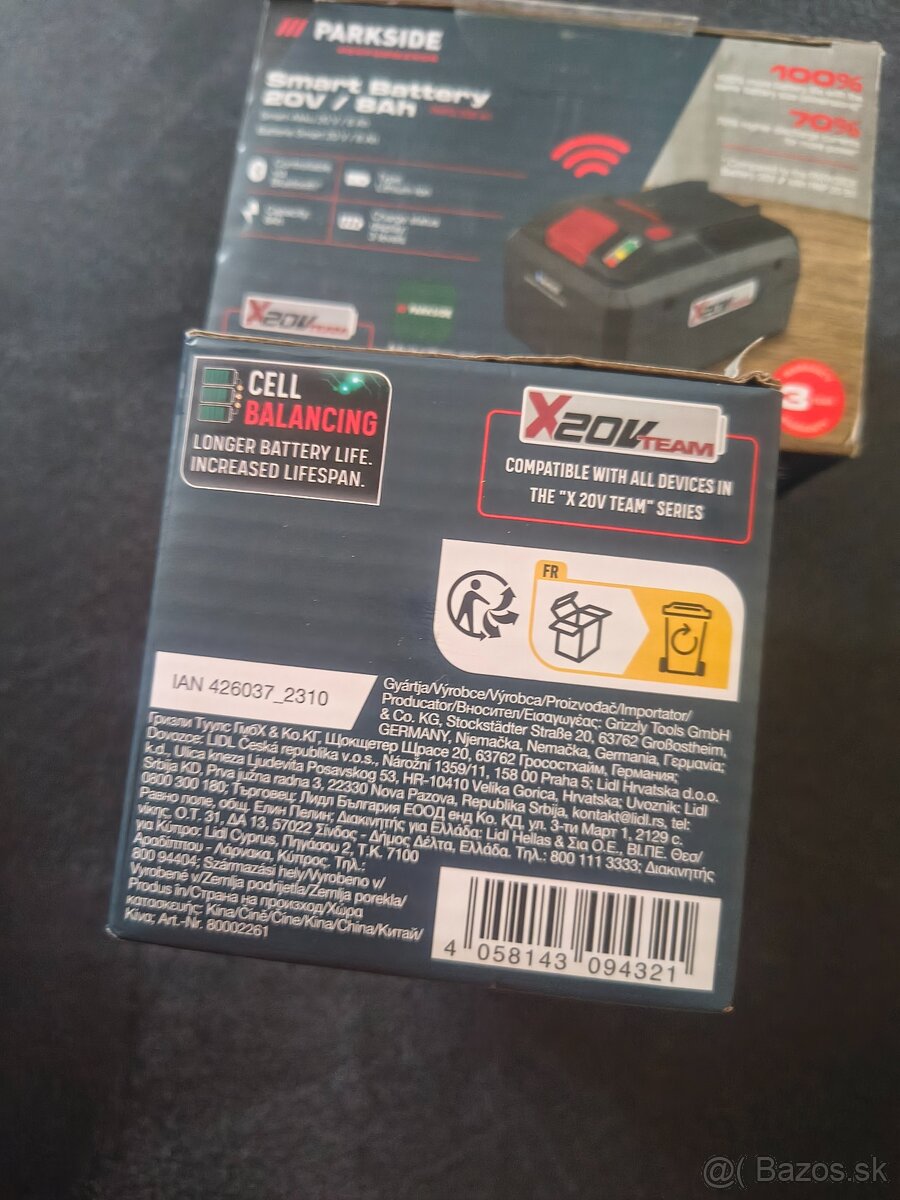 PARKSIDE
PERFORMANCE
Smart Battery
20V / 8Ah
100%
70%
X20V TEAM
PARKSIDE
3
CELL
BALANCING
LONGER BATTERY LIFE.
INCREASED LIFESPAN.
X20V TEAM
COMPATIBLE WITH ALL DEVICES IN
THE "X 20V TEAM" SERIES
FR
IAN 426037_2310
Gyártja/Výrobce/Výrobca/Proizvođač/Importator/
Producator/Вносител/Εισαγωγέας: Grizzly Tools GmbH
& Co. KG, Stockstädter Straße 20, 63762 Großostheim,
GERMANY, Njemačka, Nemačka, Germania, Γερμανία;
Гризли Туулс ГмбХ & Ко.КГ, Щокщетер Щрасе 20, 63762 Гросостхайм, Германия;
Dovozce: LIDL Česká republika v.o.s., Nárožní 1359/11, 158 00 Praha 5; Lidl Hrvatska d.o.o.
k.d., Ulica kneza Ljudevita Posavskog 53, HR-10410 Velika Gorica, Hrvatska; Uvoznik: Lidl
Srbija KD, Prva južna radna 3, 22330 Nova Pazova, Republika Srbija, kontakt@lidl.rs, tel:
0800 300 180; Търговец: Лидл България ЕООД енд Ко. КД, ул. 3-ти Март 1, 2129 с.
Равно поле, общ. Елин Пелин; Διακινητής για Ελλάδα: Lidl Hellas & Σια Ο.Ε., ΒΙ.ΠΕ. Θεσ/
νίκης, Ο.Τ. 31, ΔΑ 13, 57022 Σίνδος - Δήμος Δέλτα, Ελλάδα. Τηλ.: 800 111 3333; Διακινητής
για Κύπρο: Lidl Cyprus, Πηγάσου 2, Τ.Κ. 7100
Αραδίππου - Λάρνακα, Κύπρος. Τηλ.:
800 94404; Származási hely/Vyrobeno v/
Vyrobené v/Zemlja podrijetla/Zemlja porekla/
Produs in/Страна на произход/Χώρα
κατασκευής: Kína/Čína/Čína/Kina/China/Китай/
Κίνα; Art.-Nr. 80002261
4 058143 094321
@( Bazos.sk